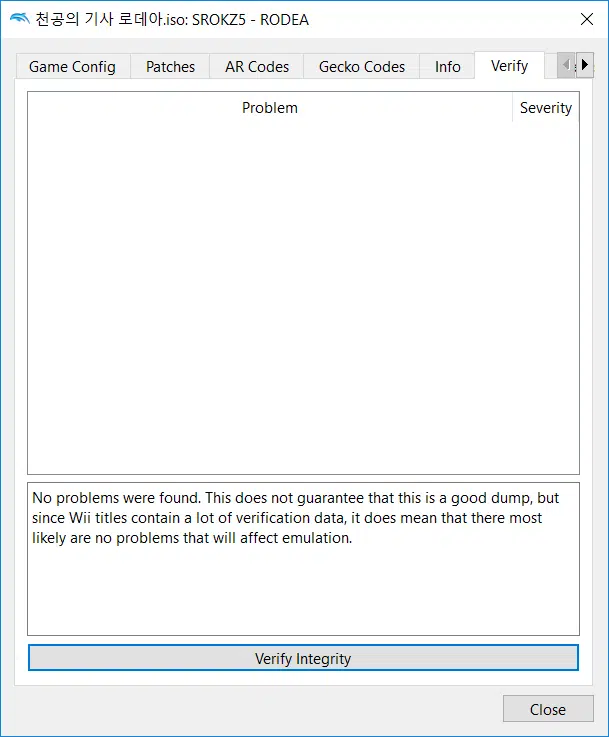 천공의 기사 로데아.iso: SROKZ5 - RODEA
Game Config Patches AR Codes Gecko Codes Info Verify
Problem Severity
No problems were found. This does not guarantee that this is a good dump, but
since Wii titles contain a lot of verification data, it does mean that there most
likely are no problems that will affect emulation.
Verify Integrity
Close